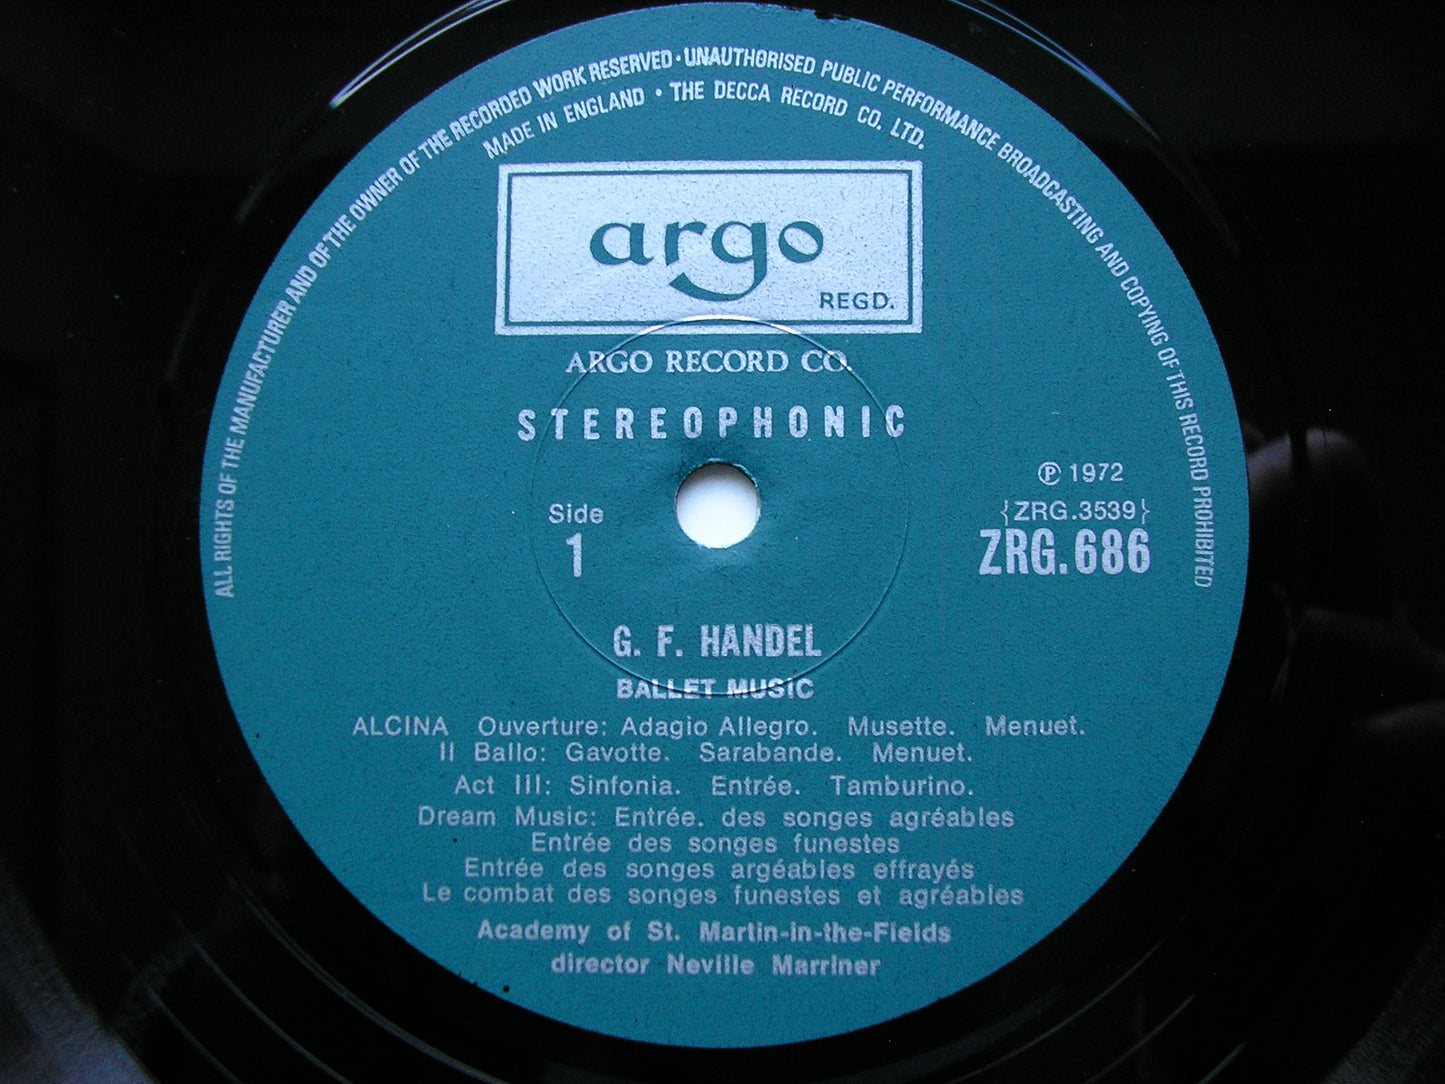 ALL RIGHTS OF THE MANUFACTURER AND OF THE OWNER OF THE RECORDED WORK RESERVED · UNAUTHORISED PUBLIC PERFORMANCE BROADCASTING AND COPYING OF THIS RECORD PROHIBITED
MADE IN ENGLAND • THE DECCA RECORD CO. LTD.
argo
REGD.
ARGO RECORD CO.
STEREOPHONIC
℗ 1972
Side
{ZRG.3539}
1
ZRG.686
G. F. HANDEL
BALLET MUSIC
ALCINA Ouverture: Adagio Allegro. Musette. Menuet.
Il Ballo: Gavotte. Sarabande. Menuet.
Act III: Sinfonia. Entrée. Tamburino.
Dream Music: Entrée. des songes agréables
Entrée des songes funestes
Entrée des songes argéables effrayés
Le combat des songes funestes et agréables
Academy of St. Martin-in-the-Fields
director Neville Marriner